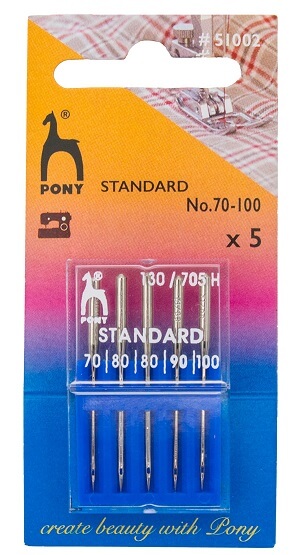 # 51002
®
PONY
STANDARD
No.70-100
x 5
130 / 705 H
PONY
STANDARD
70 | 80 | 80 | 90 | 100
create beauty with Pony